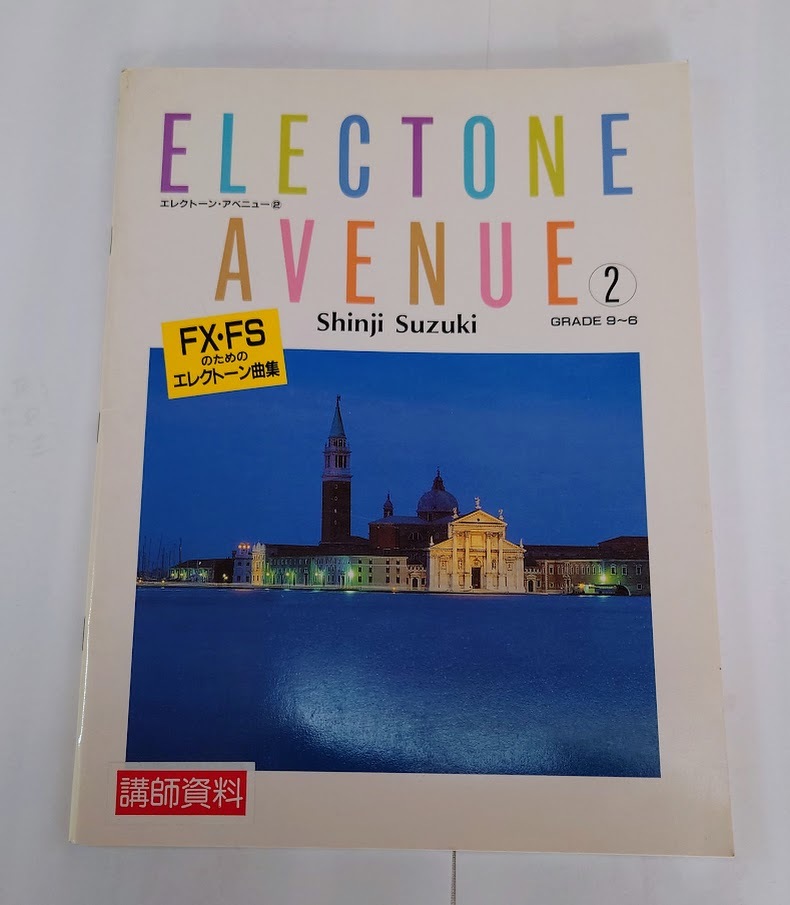 ELECTONE
エレクトーン・アベニュー②
AVENUE
2
Shinji Suzuki
GRADE 9~6
FX・FS
のための
エレクトーン曲集
講師資料